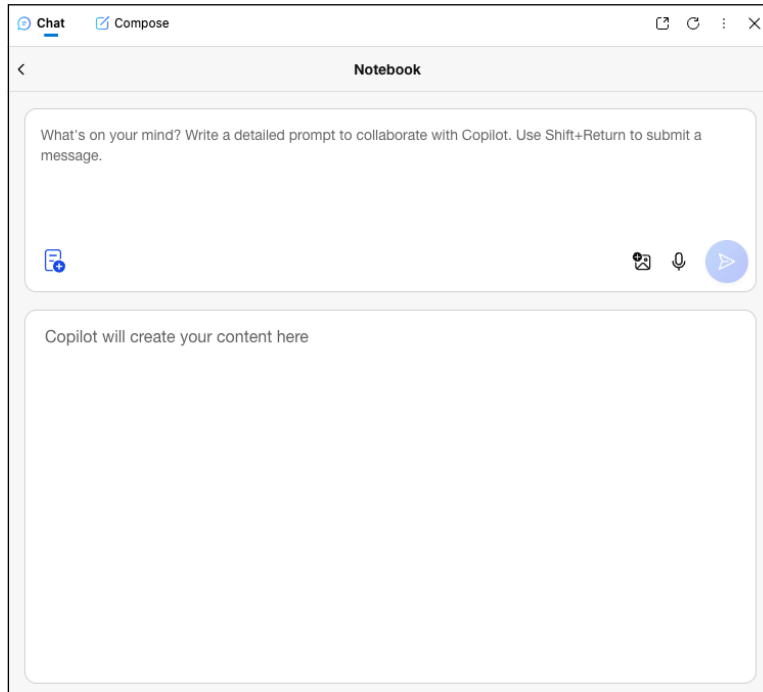 Chat Compose
Notebook
What's on your mind? Write a detailed prompt to collaborate with Copilot. Use Shift+Return to submit a
message.
Copilot will create your content here